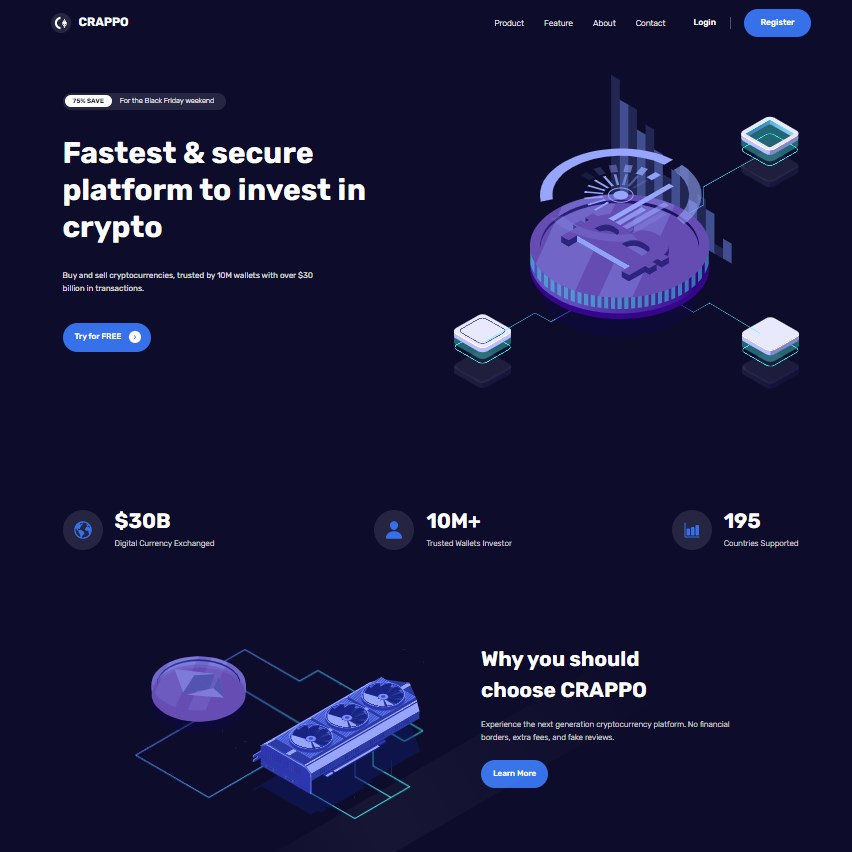 CRAPPO
Product Feature About Contact Login Register
75% SAVE For the Black Friday weekend
Fastest & secure
platform to invest in
crypto
Buy and sell cryptocurrencies, trusted by 10M wallets with over $30
billion in transactions.
Try for FREE
$30B
Digital Currency Exchanged
10M+
Trusted Wallets Investor
195
Countries Supported
Why you should
choose CRAPPO
Experience the next generation cryptocurrency platform. No financial
borders, extra fees, and fake reviews.
Learn More